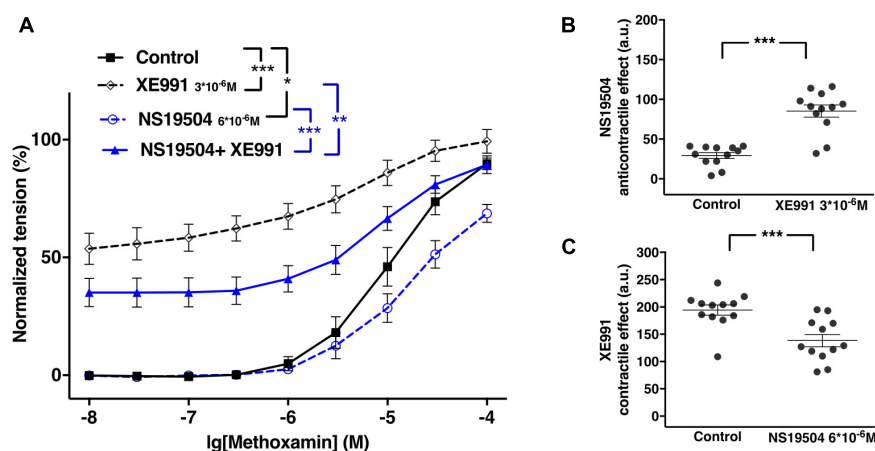 A
Control
XE991 3*10-6M
NS19504 6*10-6M
NS19504+ XE991
***
*
***
**
Normalized tension (%)
100
50
0
-8
-7
-6
-5
-4
lg[Methoxamin] (M)
B
***
NS19504
anticontractile effect (a.u.)
200
150
100
50
0
Control
XE991 3*10-6M
C
***
XE991
contractile effect (a.u.)
300
250
200
150
100
50
0
Control
NS19504 6*10-6M